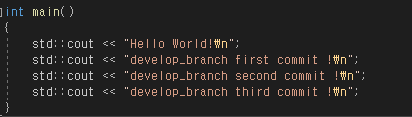 int main()
{
    std::cout << "Hello World!₩n";
    std::cout << "develop_branch first commit !₩n";
    std::cout << "develop_branch second commit !₩n";
    std::cout << "develop_branch third commit !₩n";
}